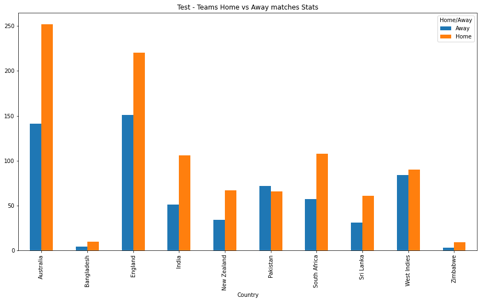 Test - Teams Home vs Away matches Stats
Home/Away
Away
Home
250
200
150
100
50
0
Australia
Bangladesh
England
India
New Zealand
Pakistan
South Africa
Sri Lanka
West Indies
Zimbabwe
Country